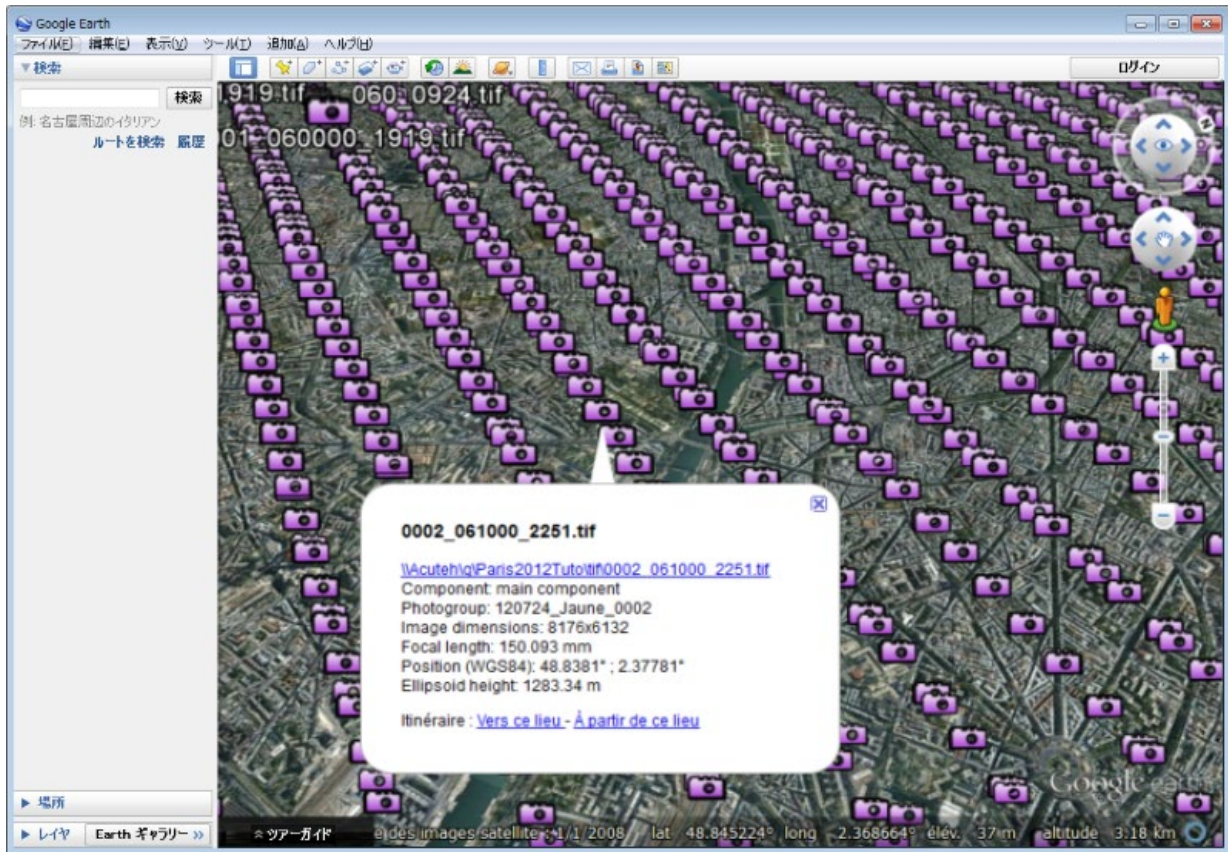 Google Earth
ファイル(F) 編集(E) 表示(V) ツール(T) 追加(A) ヘルプ(H)
▼検索
ログイン
検索
例: 名古屋周辺のイタリアン
ルートを検索 履歴
1919.tif
060 0924.tif
01_060000_1919.tif
0002_061000_2251.tif
\\Acuteh\q\Paris2012Tuto\tif\0002_061000_2251.tif
Component: main component
Photogroup: 120724_Jaune_0002
Image dimensions: 8176x6132
Focal length: 150.093 mm
Position (WGS84): 48.8381° ; 2.37781°
Ellipsoid height: 1283.34 m
Itinéraire : Vers ce lieu - À partir de ce lieu
Google earth
▶ 場所
▶ レイヤ Earth ギャラリー >>
ツアーガイド
des images satellite : 1/1/2008 lat 48.845224° long 2.368664° élév. 37 m altitude 3.18 km